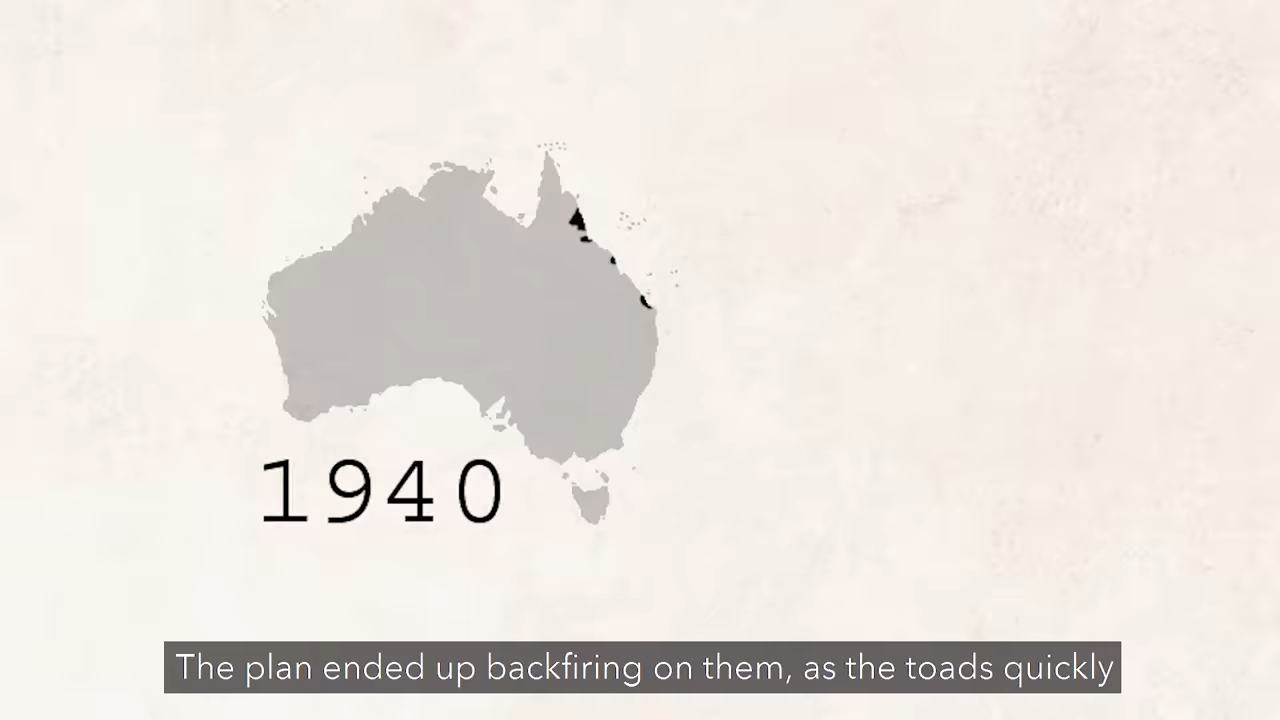 1940
The plan ended up backfiring on them, as the toads quickly